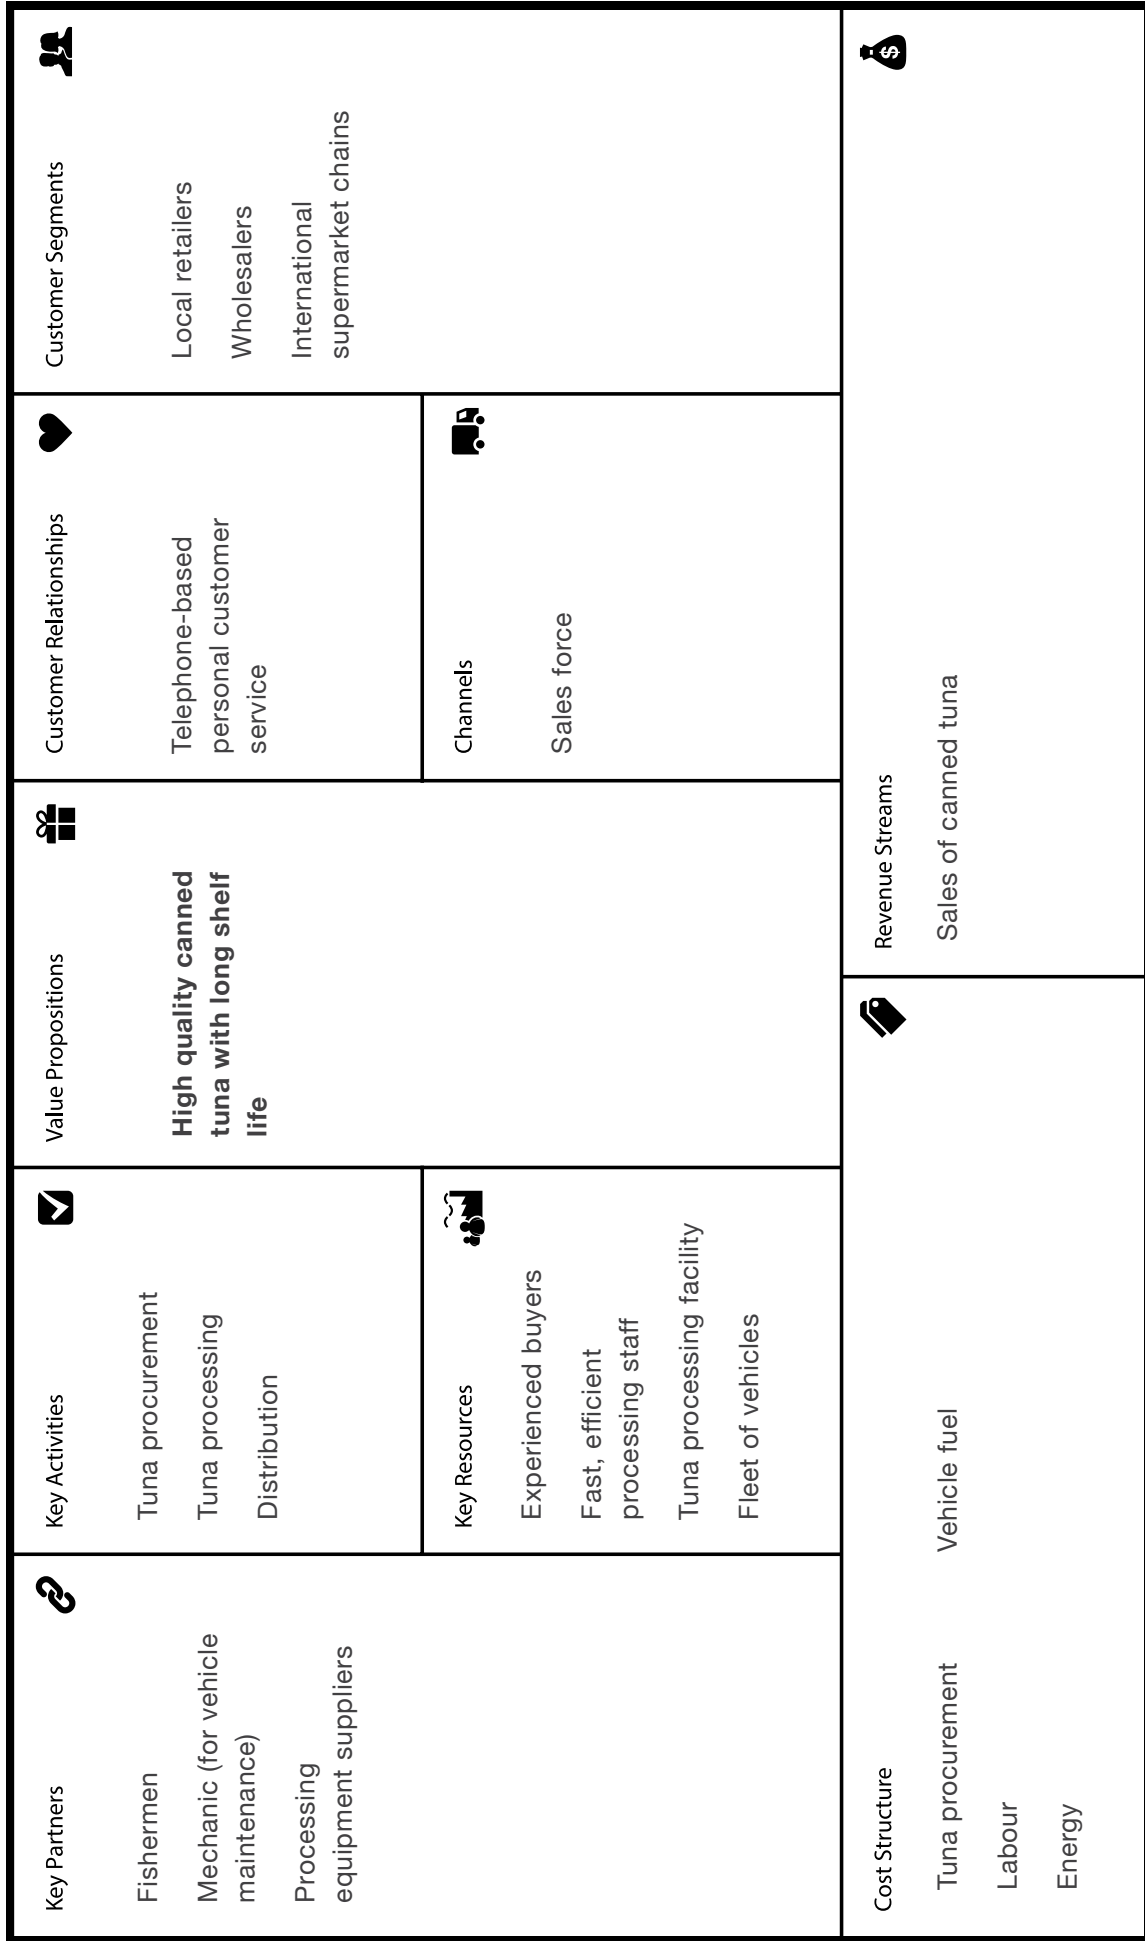 Key Partners
Fishermen
Mechanic (for vehicle
maintenance)
Processing
equipment suppliers
Key Activities
Tuna procurement
Tuna processing
Distribution
Key Resources
Experienced buyers
Fast, efficient
processing staff
Tuna processing facility
Fleet of vehicles
Value Propositions
High quality canned
tuna with long shelf
life
Customer Relationships
Telephone-based
personal customer
service
Channels
Sales force
Customer Segments
Local retailers
Wholesalers
International
supermarket chains
Cost Structure
Tuna procurement
Labour
Energy
Vehicle fuel
Revenue Streams
Sales of canned tuna
$